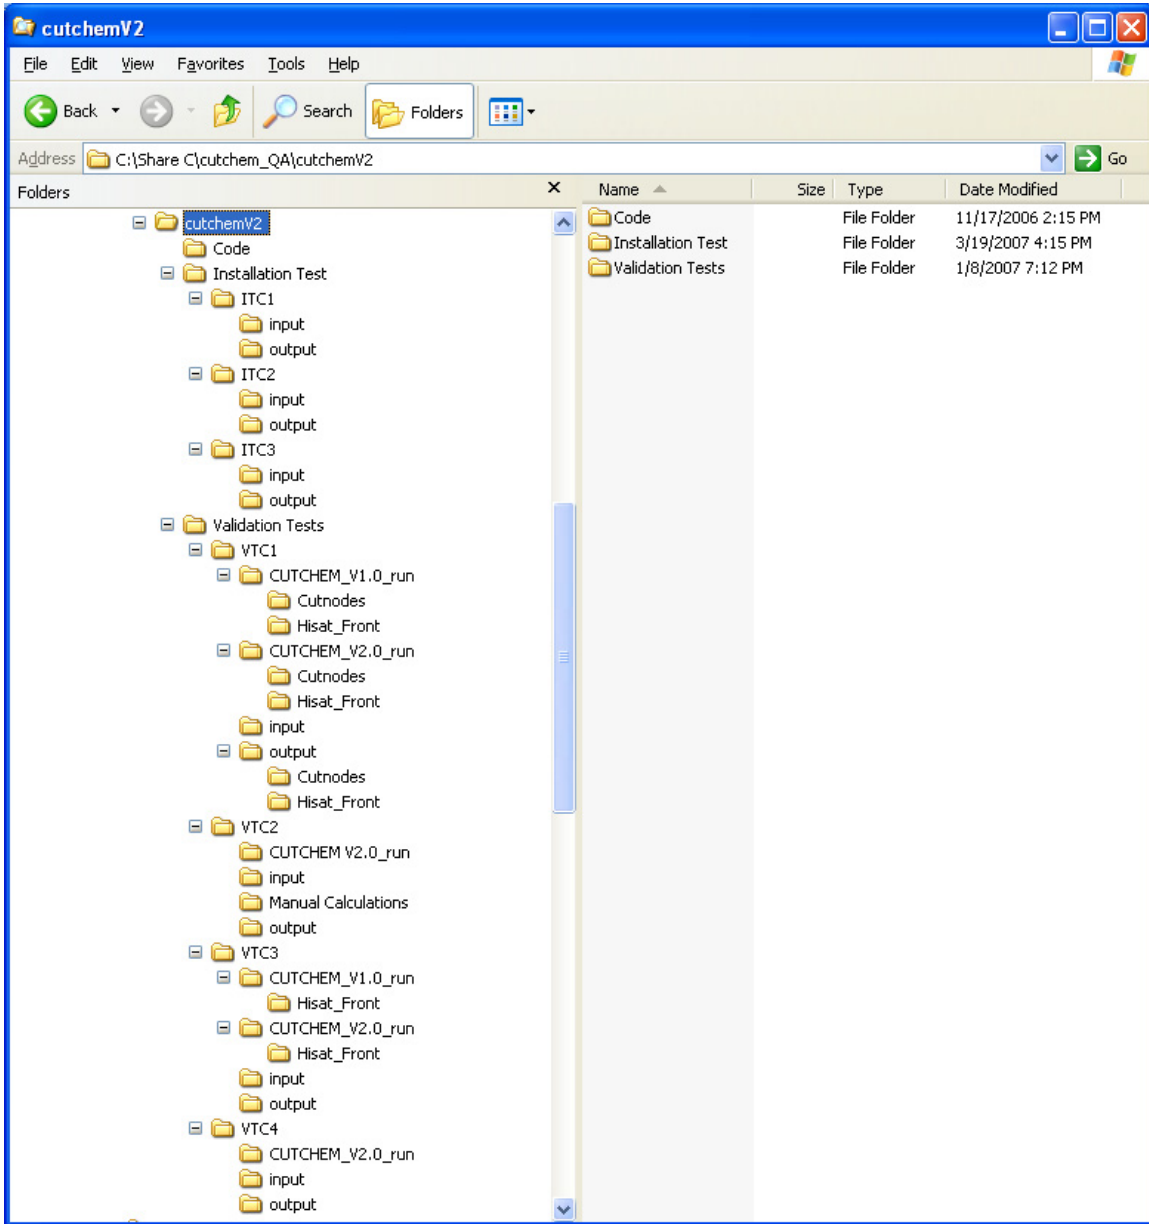 cutchemV2
File Edit View Favorites Tools Help
Back Search Folders
Address C:\Share C\cutchem_QA\cutchemV2 Go
Folders
cutchemV2
Code
Installation Test
ITC1
input
output
ITC2
input
output
ITC3
input
output
Validation Tests
VTC1
CUTCHEM_V1.0_run
Cutnodes
Hisat_Front
CUTCHEM_V2.0_run
Cutnodes
Hisat_Front
input
output
Cutnodes
Hisat_Front
VTC2
CUTCHEM V2.0_run
input
Manual Calculations
output
VTC3
CUTCHEM_V1.0_run
Hisat_Front
CUTCHEM_V2.0_run
Hisat_Front
input
output
VTC4
CUTCHEM_V2.0_run
input
output
Name Size Type Date Modified
Code File Folder 11/17/2006 2:15 PM
Installation Test File Folder 3/19/2007 4:15 PM
Validation Tests File Folder 1/8/2007 7:12 PM